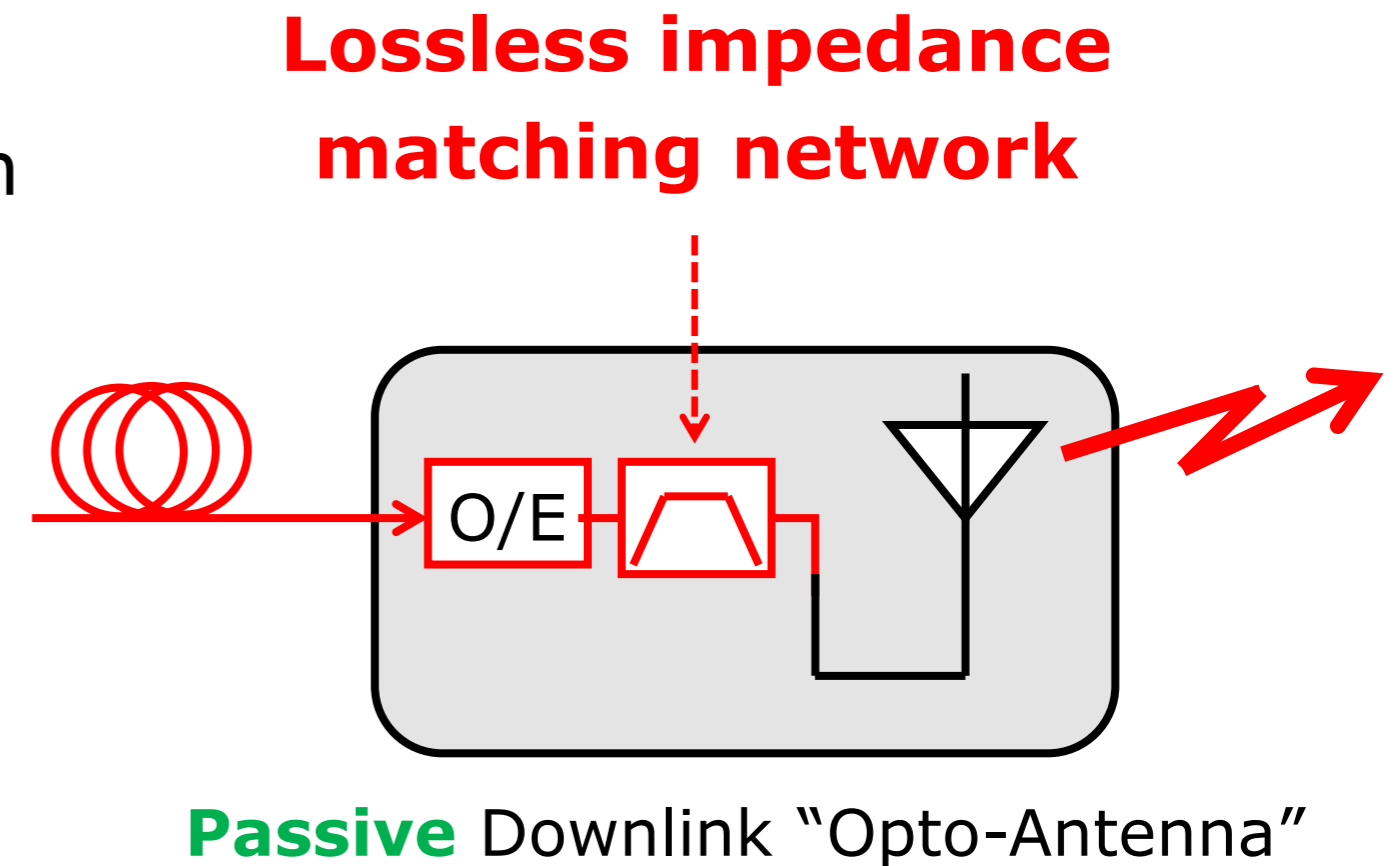 Lossless impedance
matching network
O/E
Passive Downlink “Opto-Antenna”